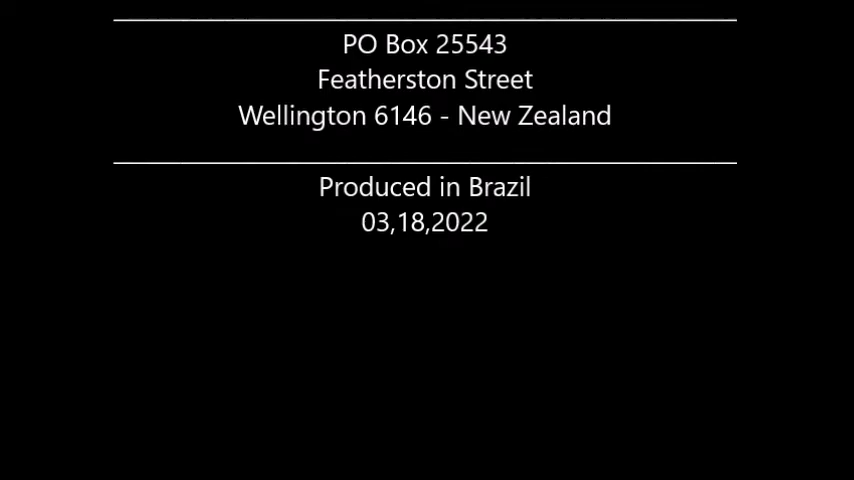 PO Box 25543
Featherston Street
Wellington 6146 - New Zealand
Produced in Brazil
03,18,2022